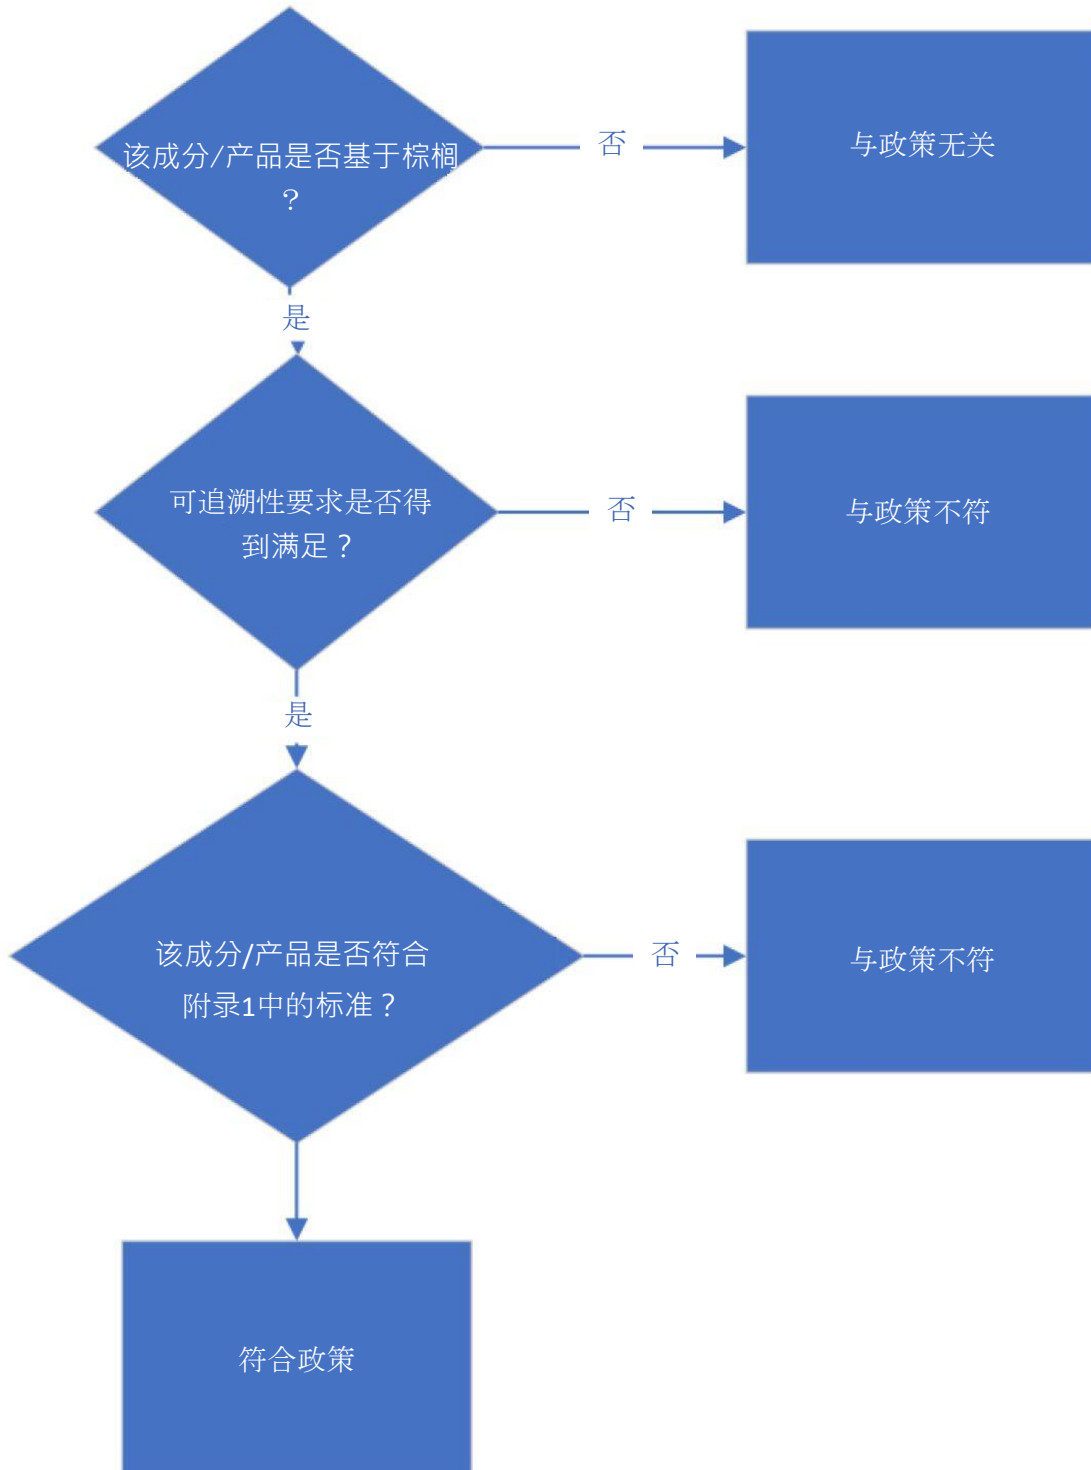 该成分/产品是否基于棕榈
？
否
与政策无关
是
可追溯性要求是否得
到满足？
否
与政策不符
是
该成分/产品是否符合
附录1中的标准？
否
与政策不符
符合政策